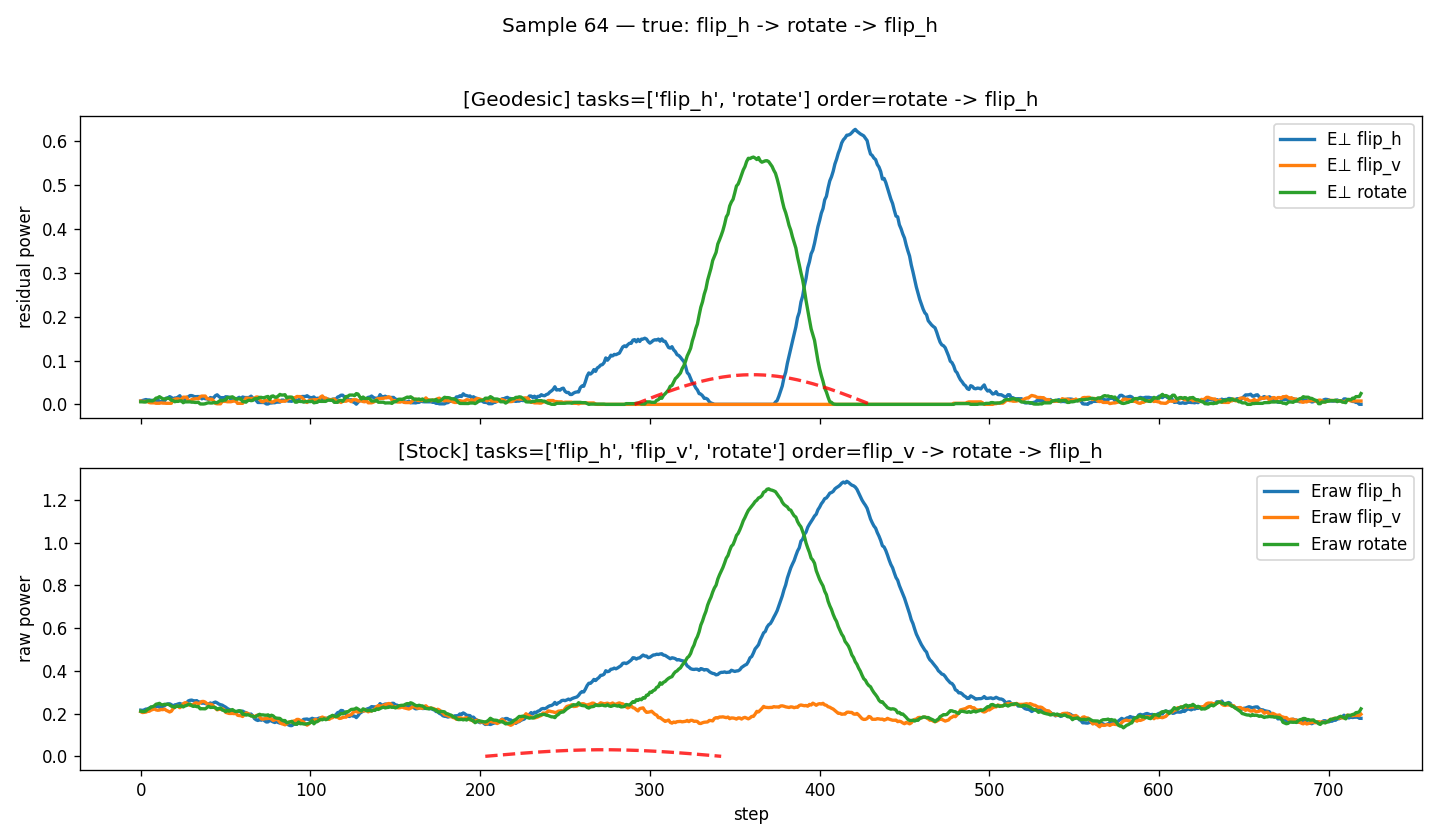 Sample 64 — true: flip_h -> rotate -> flip_h
[Geodesic] tasks=['flip_h', 'rotate'] order=rotate -> flip_h
residual power
0.6
0.5
0.4
0.3
0.2
0.1
0.0
E⊥ flip_h
E⊥ flip_v
E⊥ rotate
[Stock] tasks=['flip_h', 'flip_v', 'rotate'] order=flip_v -> rotate -> flip_h
raw power
1.2
1.0
0.8
0.6
0.4
0.2
0.0
Eraw flip_h
Eraw flip_v
Eraw rotate
0 100 200 300 400 500 600 700
step